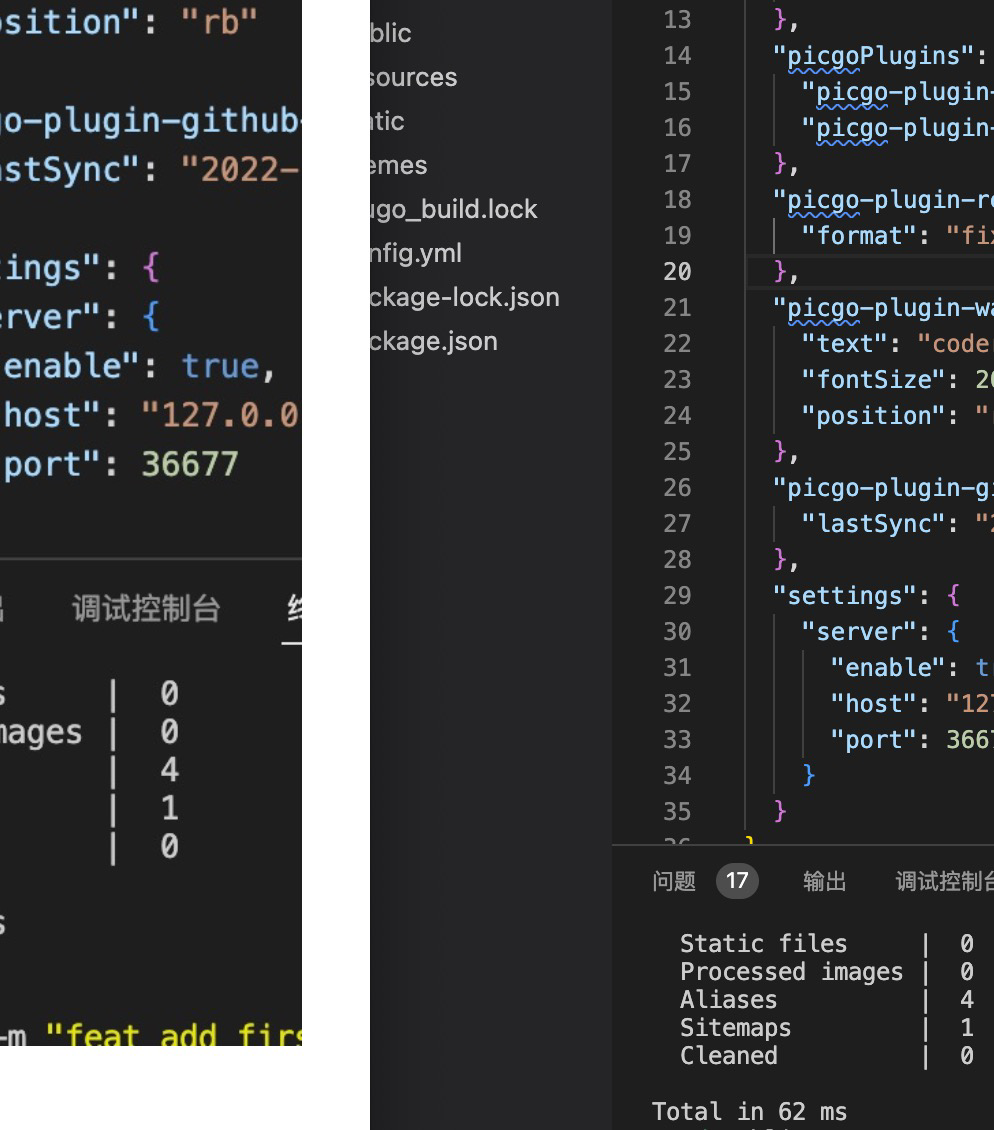 sition": "rb"
go-plugin-github-
astSync": "2022-
ings": {
erver": {
enable": true,
host": "127.0.0
port": 36677
调试控制台
s | 0
mages | 0
| 4
| 1
| 0
s
-m "feat add firs
blic
sources
atic
emes
ugo_build.lock
nfig.yml
ckage-lock.json
ckage.json
13 },
14 "picgoPlugins":
15 "picgo-plugin-
16 "picgo-plugin-
17 },
18 "picgo-plugin-re
19 "format": "fix
20 },
21 "picgo-plugin-wa
22 "text": "code
23 "fontSize": 20
24 "position": "
25 },
26 "picgo-plugin-gi
27 "lastSync": "2
28 },
29 "settings": {
30 "server": {
31 "enable": tr
32 "host": "127
33 "port": 3667
34 }
35 }
36 }
问题 17 输出 调试控制台
Static files | 0
Processed images | 0
Aliases | 4
Sitemaps | 1
Cleaned | 0
Total in 62 ms